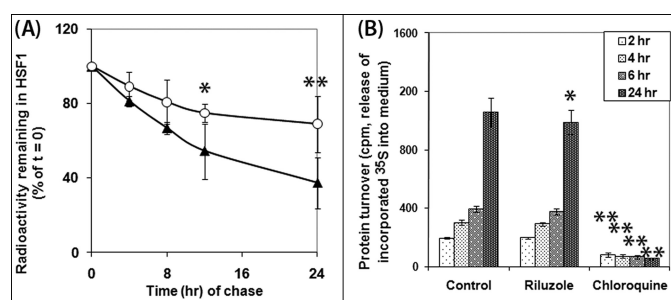 (A)
Radioactivity remaining in HSF1
(% of t = 0)
120
80
40
0
*
**
0
8
16
24
Time (hr) of chase
(B)
Protein turnover (cpm, release of
incorporated 35S into medium)
1600
1200
800
400
0
2 hr
4 hr
6 hr
24 hr
*
**
**
**
**
Control
Riluzole
Chloroquine